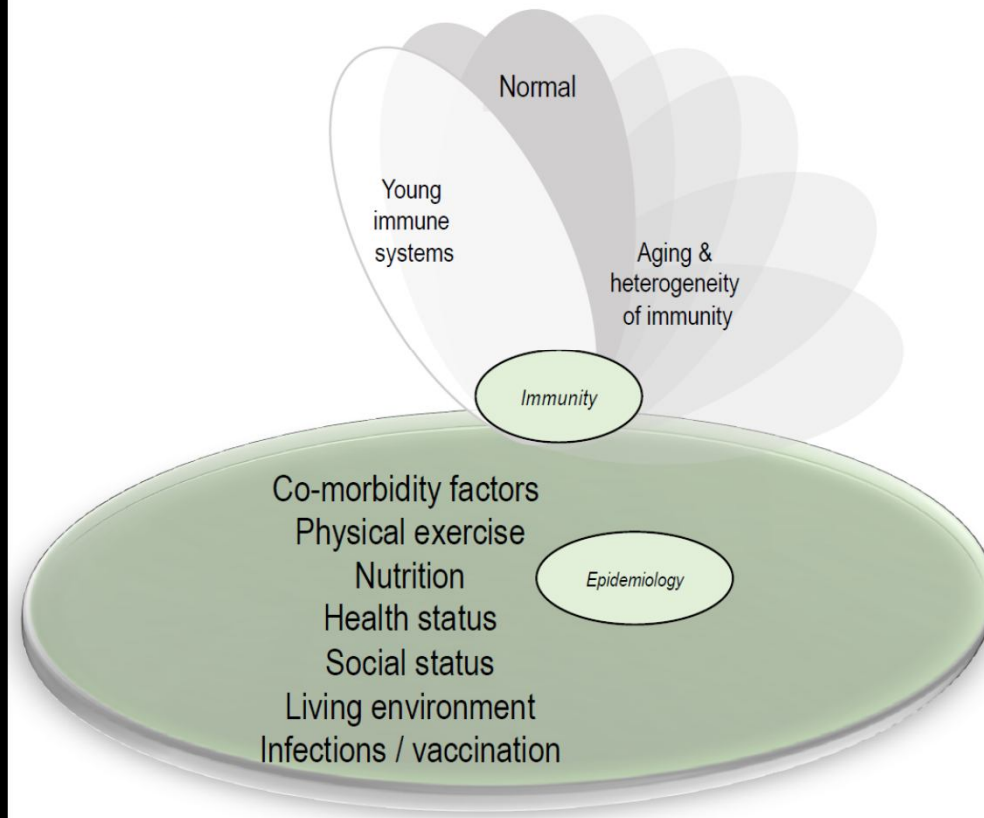 Normal
Young
immune
systems
Aging &
heterogeneity
of immunity
Immunity
Co-morbidity factors
Physical exercise
Nutrition
Epidemiology
Health status
Social status
Living environment
Infections / vaccination